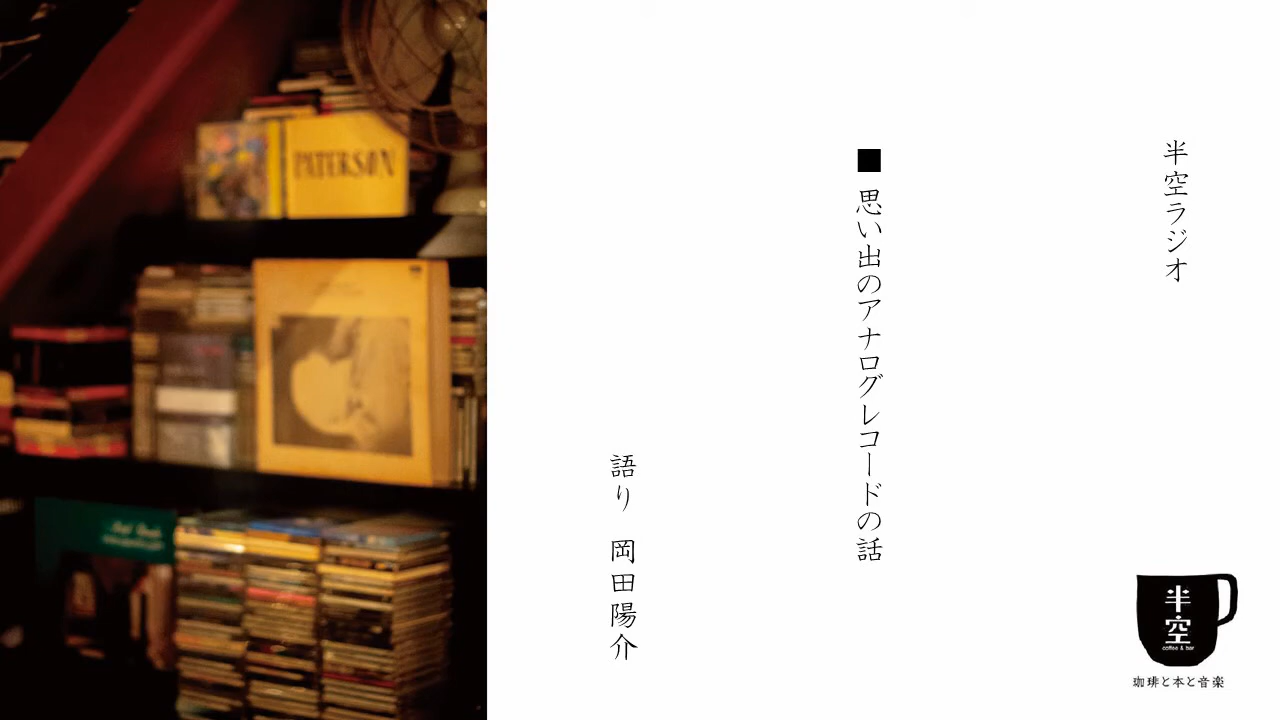 半空ラジオ
■ 思い出のアナログレコードの話
語り 岡田陽介
半空
coffee & bar
珈琲と本と音楽
PATERSON